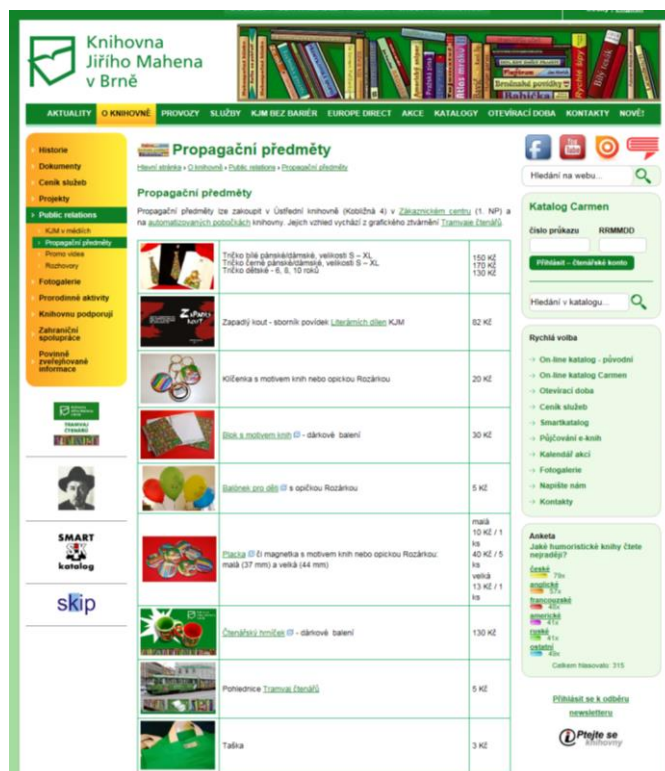 Knihovna
Jiřího Mahena
v Brně
AKTUALITY O KNIHOVNĚ PROVOZY SLUŽBY KJM BEZ BARIÉR EUROPE DIRECT AKCE KATALOGY OTEVÍRACÍ DOBA KONTAKTY NOVĚ!
Historie
Dokumenty
Ceník služeb
Projekty
Public relations
KJM v médiích
Propagační předměty
Promo videa
Rozhovory
Fotogalerie
Prorodinné aktivity
Knihovnu podporují
Zahraniční
spolupráce
Povinně
zveřejňované
informace
TRAMVAJ
ČTENÁŘŮ
SMART
katalog
skip
Propagační předměty
Hlavní stránka » O knihovně » Public relations » Propagační předměty
Propagační předměty
Propagační předměty lze zakoupit v Ústřední knihovně (Kobližná 4) v Zákaznickém centru (1. NP) a
na automatizovaných pobočkách knihovny. Jejich vzhled vychází z grafického ztvárnění Tramvaje čtenářů.
Tričko bílé pánské/dámské, velikosti S – XL 150 Kč
Tričko černé pánské/dámské, velikosti S – XL 170 Kč
Tričko dětské - 6, 8, 10 roků 130 Kč
Zapadlý kout - sborník povídek Literárních dílen KJM 82 Kč
Klíčenka s motivem knih nebo opickou Rozárkou 20 Kč
Blok s motivem knih - dárkové balení 30 Kč
Balónek pro děti s opičkou Rozárkou 5 Kč
Placka či magnetka s motivem knih nebo opickou Rozárkou:
malá (37 mm) a velká (44 mm)
malá
10 Kč / 1
ks
40 Kč / 5
ks
velká
13 Kč / 1
ks
Čtenářský hrníček - dárkové balení 130 Kč
Pohlednice Tramvaj čtenářů 5 Kč
Taška 3 Kč
Hledání na webu...
Katalog Carmen
číslo průkazu RRMMDD
Přihlásit – čtenářské konto
Hledání v katalogu...
Rychlá volba
On-line katalog - původní
On-line katalog Carmen
Otevírací doba
Ceník služeb
Smartkatalog
Půjčování e-knih
Kalendář akcí
Fotogalerie
Napište nám
Kontakty
Anketa
Jaké humoristické knihy čtete
nejraději?
české
79x
anglické
57x
francouzské
americké
41x
ruské
41x
ostatní
Celkem hlasovalo: 315
Přihlásit se k odběru
newsletteru
Ptejte se
knihovny